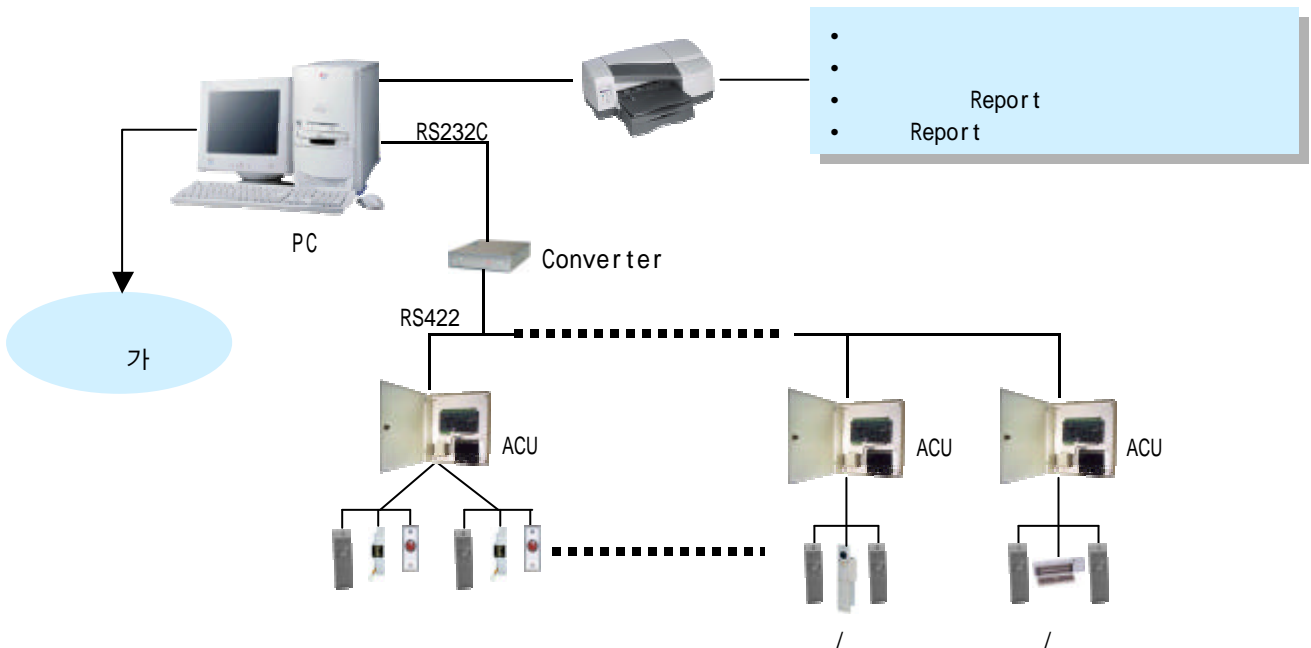 •
•
• Report
• Report
RS232C
PC
Converter
RS422
가
ACU
ACU
ACU
/
/